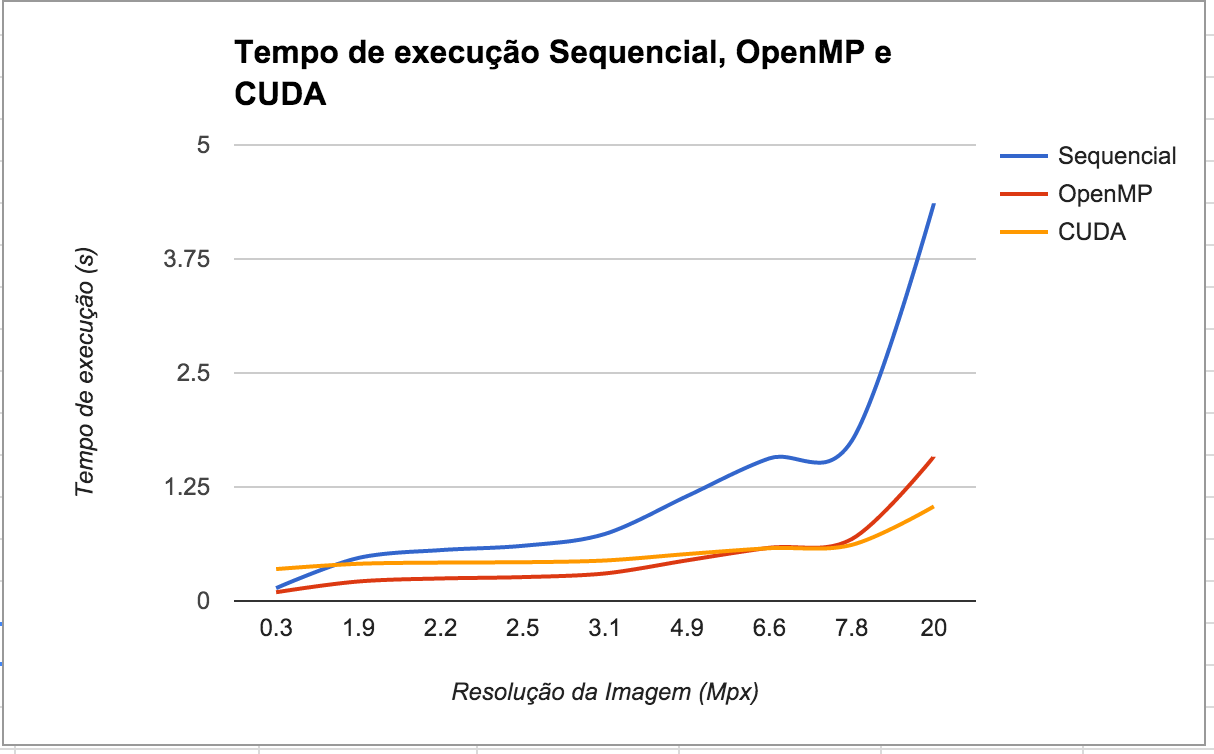 Tempo de execução Sequencial, OpenMP e
CUDA
5
3.75
2.5
1.25
0
Tempo de execução (s)
Sequencial
OpenMP
CUDA
0.3 1.9 2.2 2.5 3.1 4.9 6.6 7.8 20
Resolução da Imagem (Mpx)